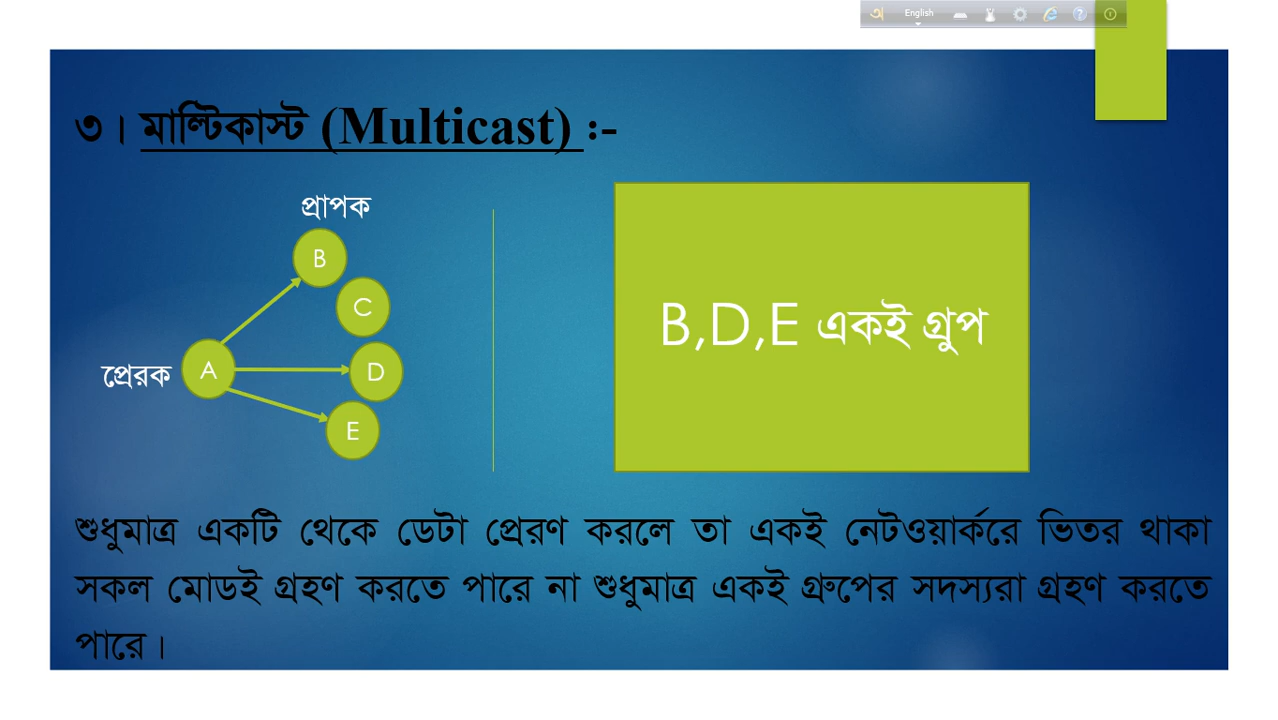 English
৩। মাল্টিকাস্ট (Multicast) ঃ-
প্রাপক
B
C
B,D,E একই গ্রুপ
প্রেরক
A
D
E
শুধুমাত্র একটি থেকে ডেটা প্রেরণ করলে তা একই নেটওয়ার্কের ভিতর থাকা
সকল মোডই গ্রহণ করতে পারে না শুধুমাত্র একই গ্রুপের সদস্যরা গ্রহণ করতে
পারে।